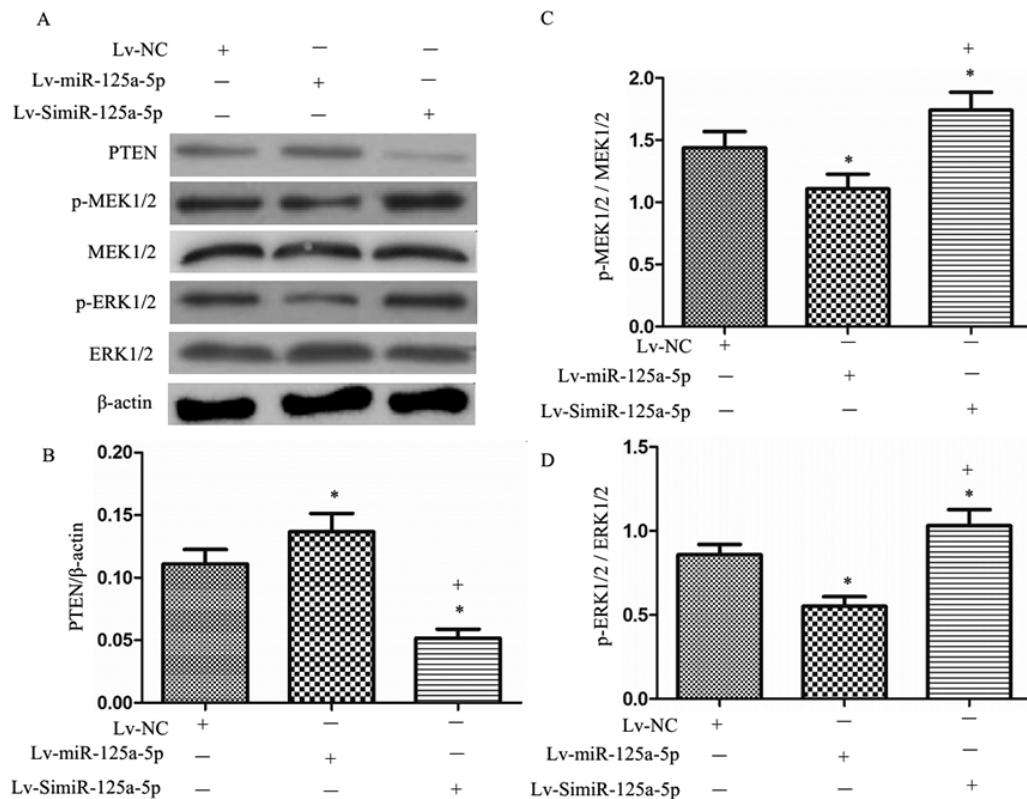 A
Lv-NC + — —
Lv-miR-125a-5p — + —
Lv-SimiR-125a-5p — — +
PTEN
p-MEK1/2
MEK1/2
p-ERK1/2
ERK1/2
β-actin
B
PTEN/β-actin
0.20
0.15
0.10
0.05
0.00
*
+
*
Lv-NC + — —
Lv-miR-125a-5p — + —
Lv-SimiR-125a-5p — — +
C
p-MEK1/2 / MEK1/2
2.0
1.5
1.0
0.5
0.0
*
+
*
Lv-NC + — —
Lv-miR-125a-5p — + —
Lv-SimiR-125a-5p — — +
D
p-ERK1/2 / ERK1/2
1.5
1.0
0.5
0.0
*
+
*
Lv-NC + — —
Lv-miR-125a-5p — + —
Lv-SimiR-125a-5p — — +